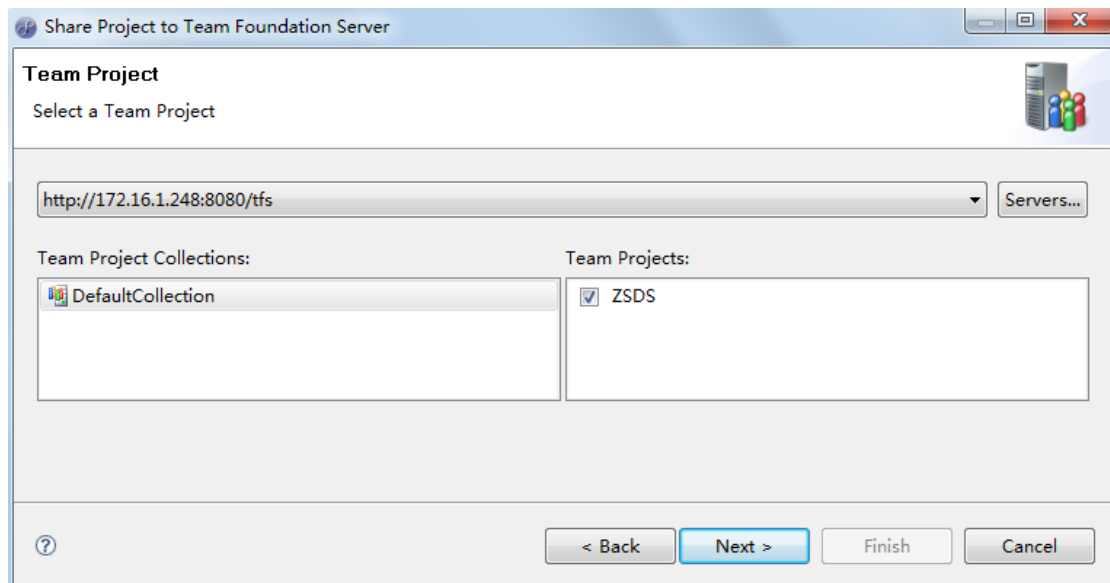 Share Project to Team Foundation Server
Team Project
Select a Team Project
http://172.16.1.248:8080/tfs
Servers...
Team Project Collections:
Team Projects:
DefaultCollection
ZSDS
< Back
Next >
Finish
Cancel